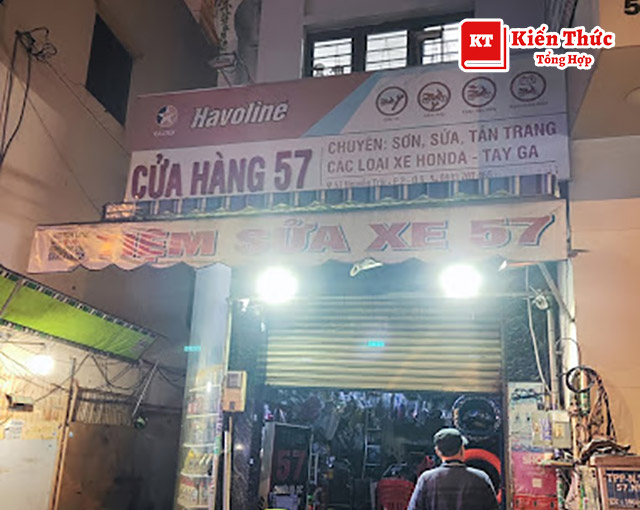 KT Kiến Thức
Tổng Hợp
Havoline
CỬA HÀNG 57
CHUYÊN: SƠN, SỬA, TÂN TRANG
CÁC LOẠI XE HONDA - TAY GA
TIỆM SỬA XE 57
57